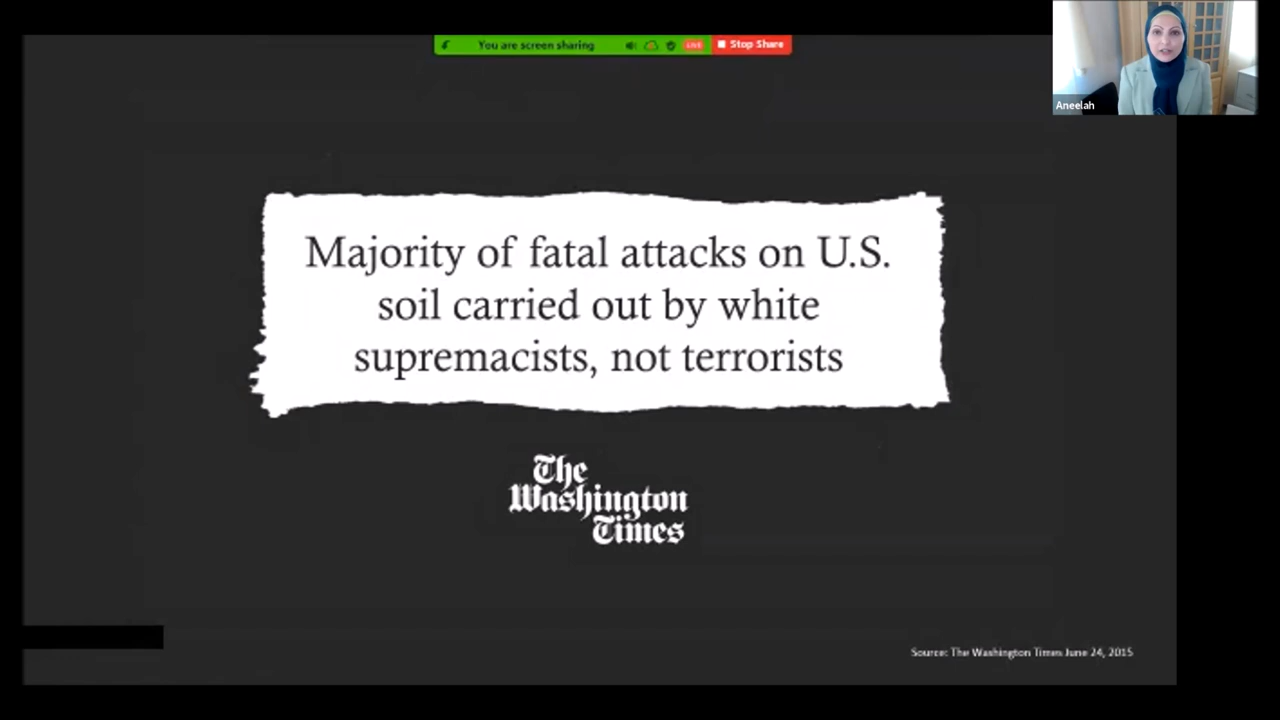 You are screen sharing
LIVE
Stop Share
Aneelah
Majority of fatal attacks on U.S.
soil carried out by white
supremacists, not terrorists
The
Washington
Times
Source: The Washington Times June 24, 2015